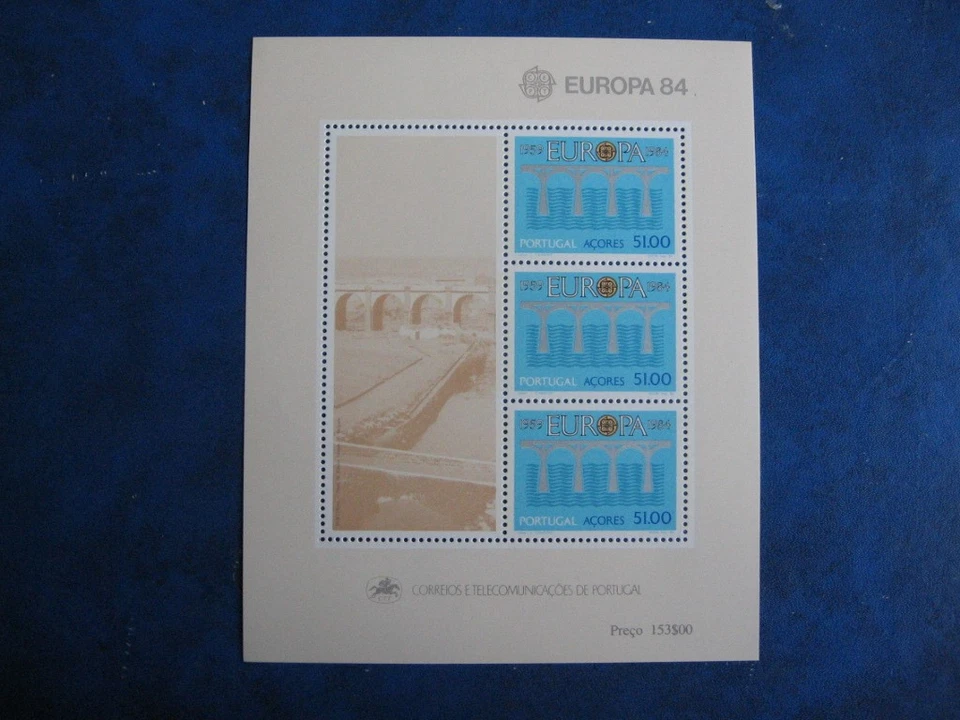 EUROPA 84
1959 EUROPA 1984
PORTUGAL AÇORES 51.00
1959 EUROPA 1984
PORTUGAL AÇORES 51.00
1959 EUROPA 1984
PORTUGAL AÇORES 51.00
CORREIOS E TELECOMUNICAÇÕES DE PORTUGAL
Preço 153$00